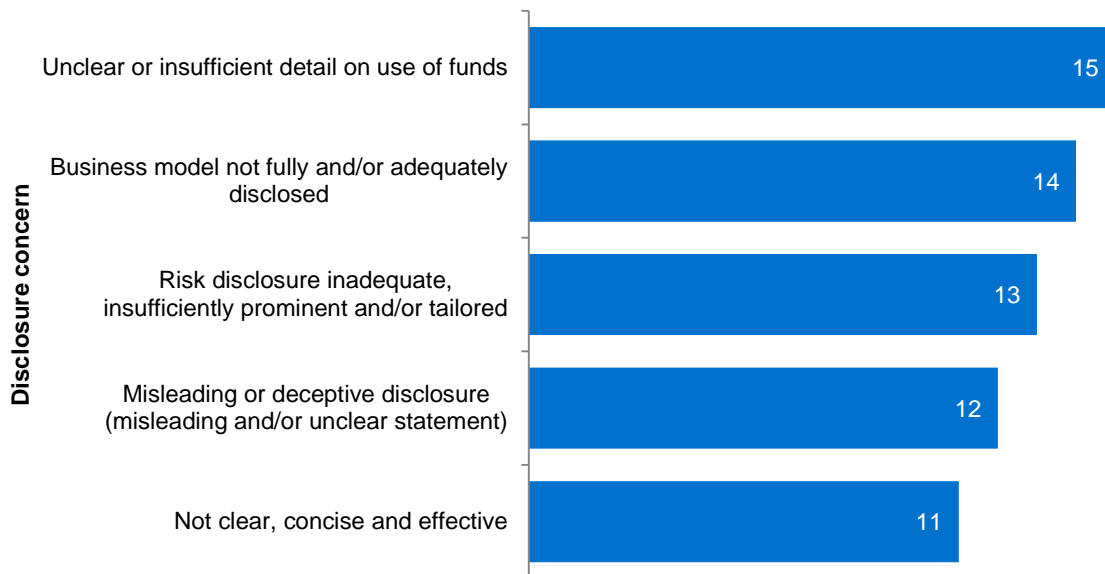 Disclosure concern
Unclear or insufficient detail on use of funds
15
Business model not fully and/or adequately
disclosed
14
Risk disclosure inadequate,
insufficiently prominent and/or tailored
13
Misleading or deceptive disclosure
(misleading and/or unclear statement)
12
Not clear, concise and effective
11